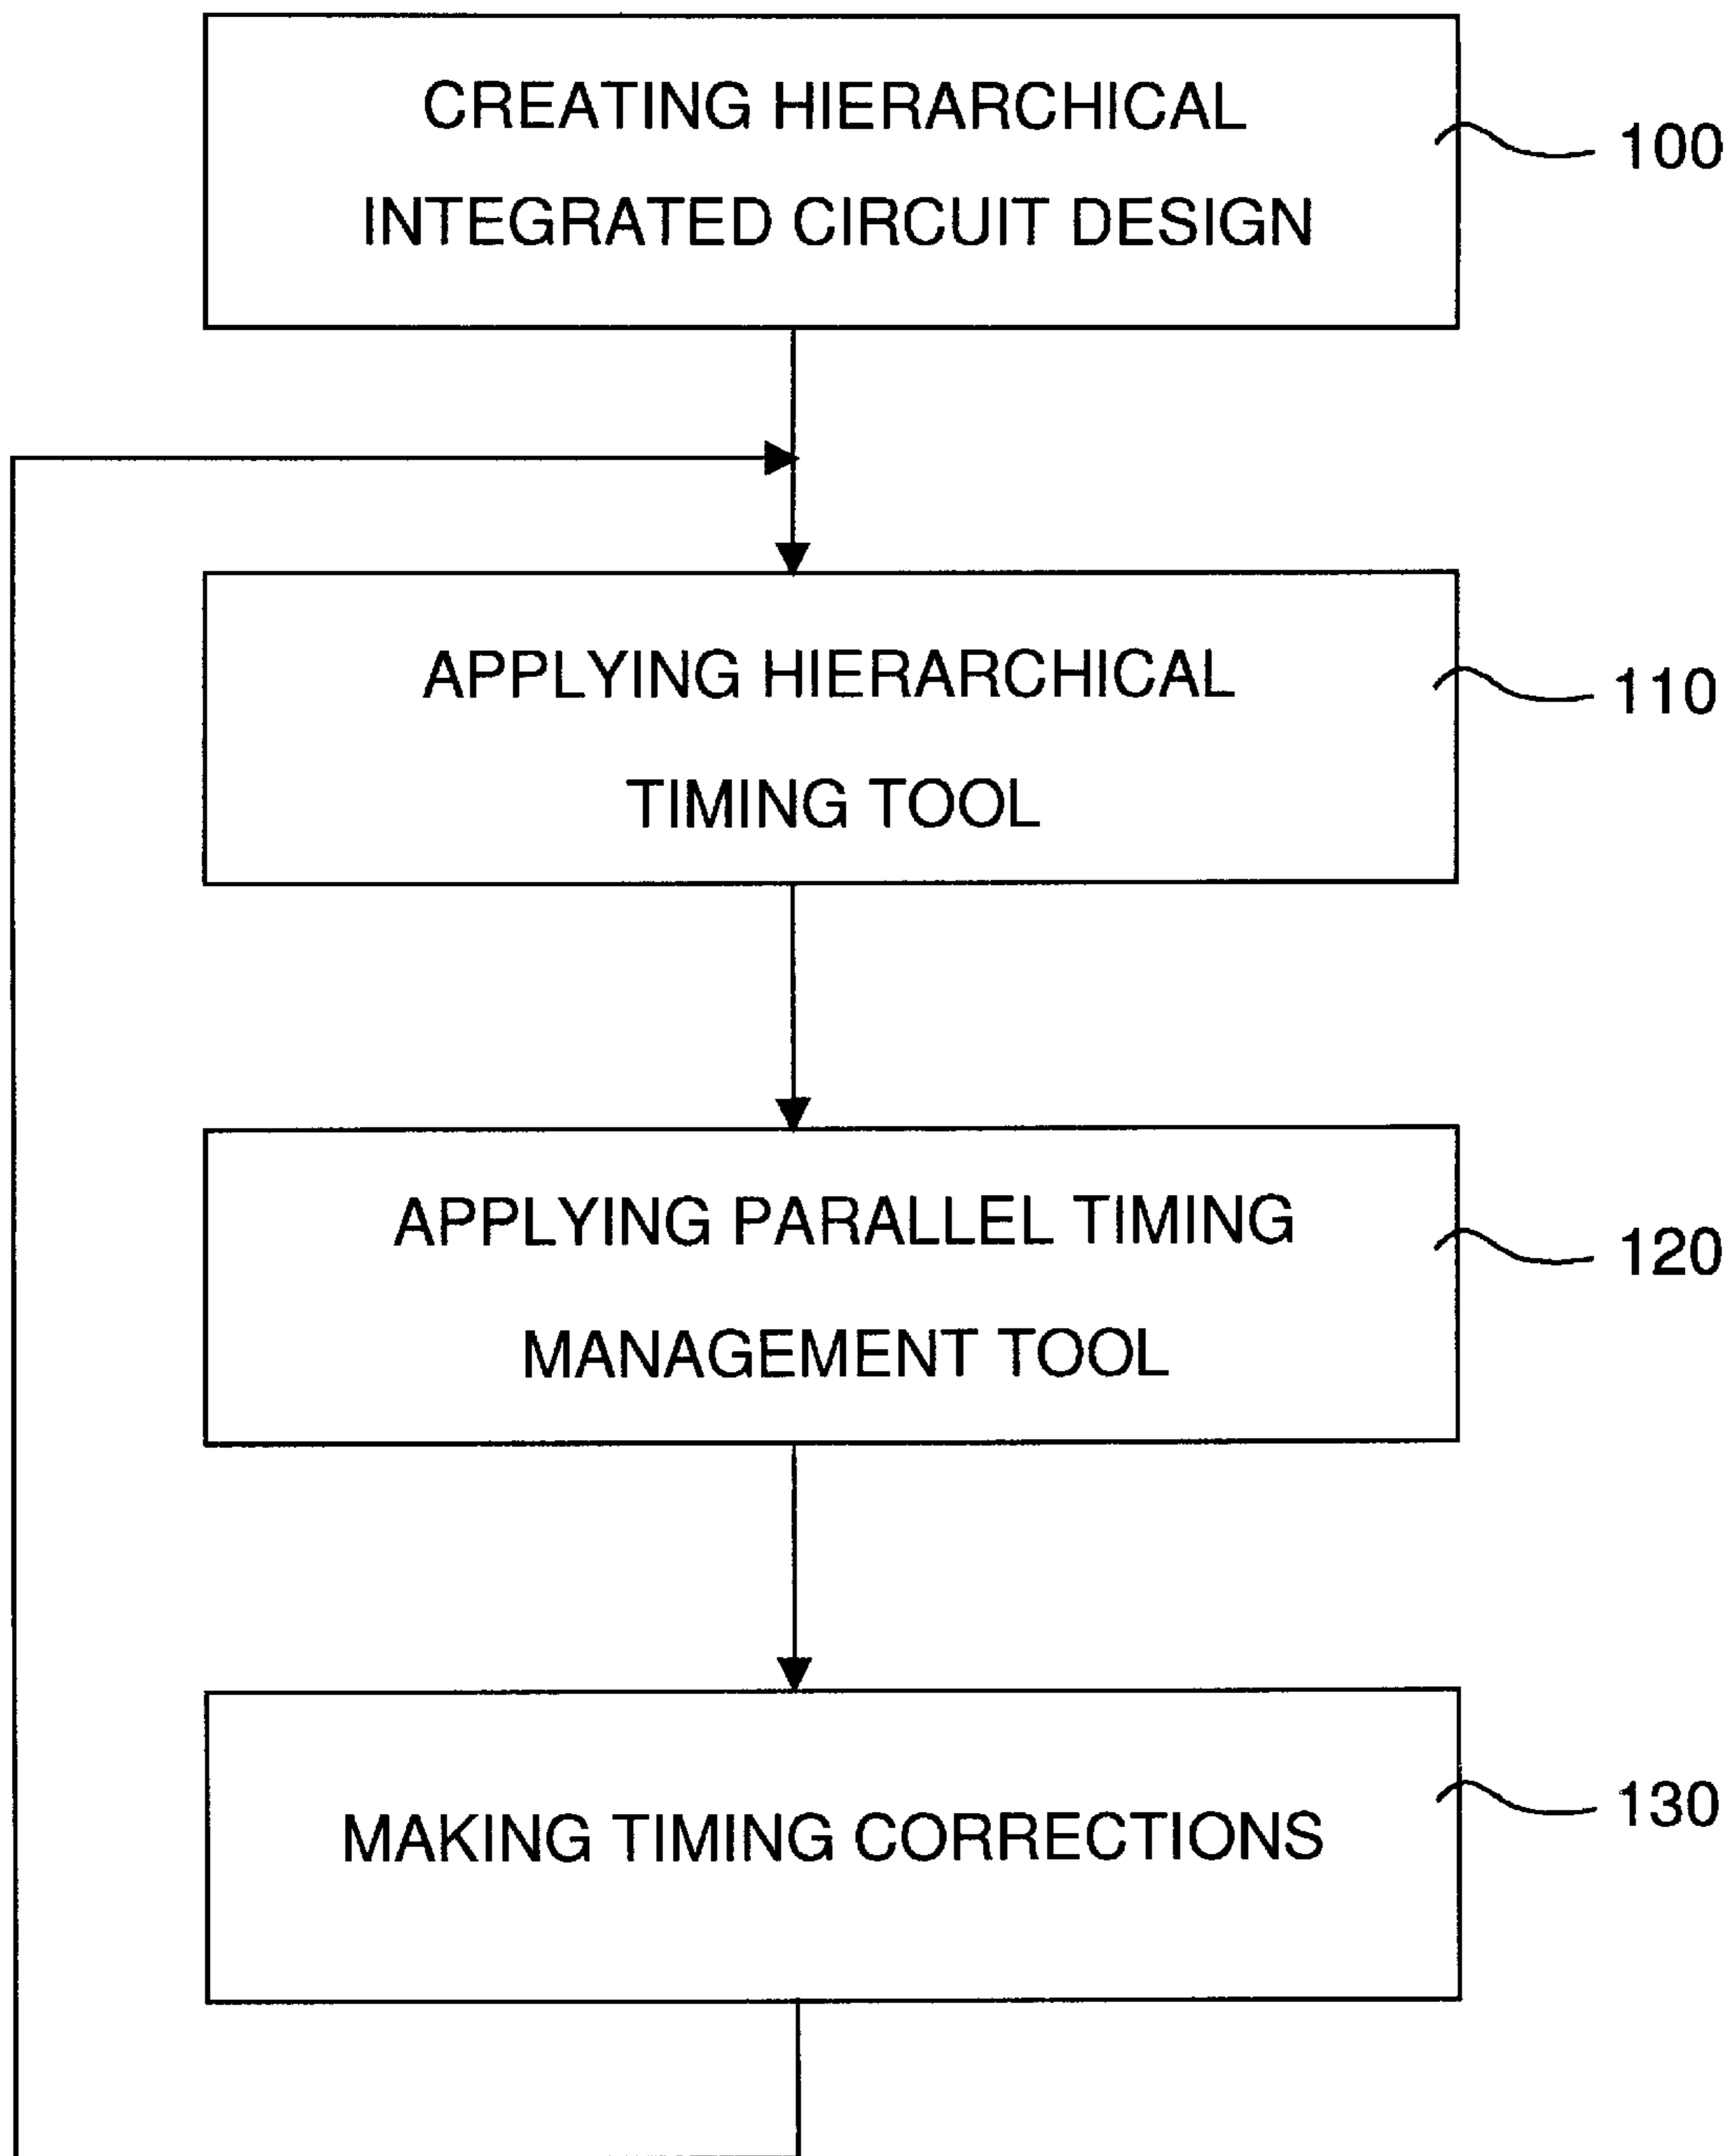 CREATING HIERARCHICAL
INTEGRATED CIRCUIT DESIGN
100
APPLYING HIERARCHICAL
TIMING TOOL
110
APPLYING PARALLEL TIMING
MANAGEMENT TOOL
120
MAKING TIMING CORRECTIONS
130